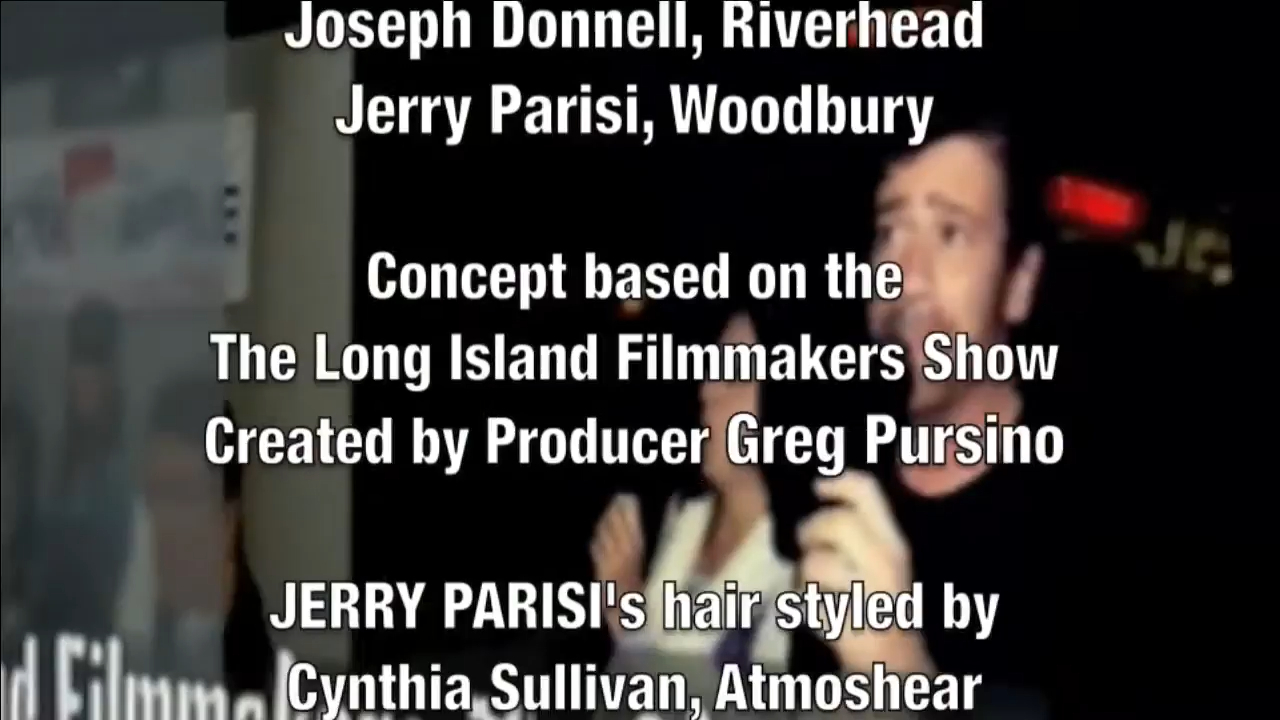 Joseph Donnell, Riverhead
Jerry Parisi, Woodbury
Concept based on the
The Long Island Filmmakers Show
Created by Producer Greg Pursino
JERRY PARISI's hair styled by
Cynthia Sullivan, Atmoshear